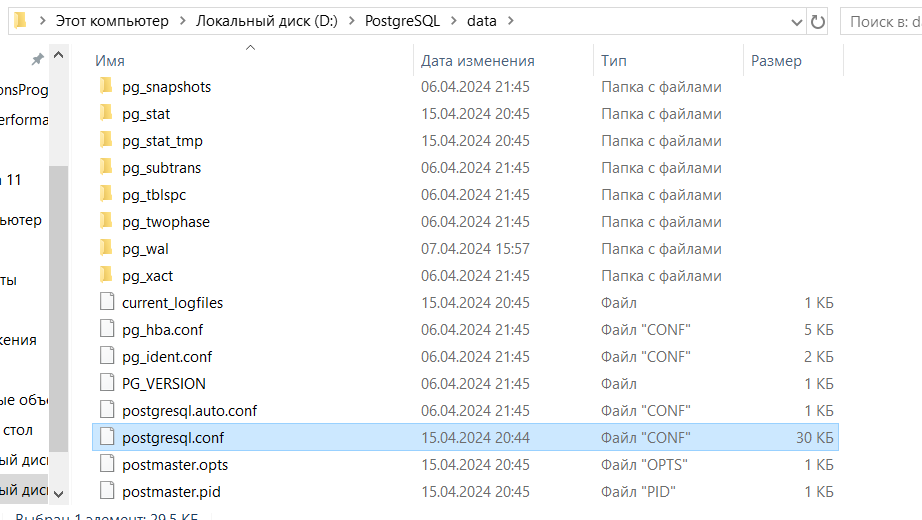 Этот компьютер > Локальный диск (D:) > PostgreSQL > data >
Поиск в: d
Имя Дата изменения Тип Размер
pg_snapshots 06.04.2024 21:45 Папка с файлами
onsProg
pg_stat 15.04.2024 20:45 Папка с файлами
erforma
pg_stat_tmp 15.04.2024 20:45 Папка с файлами
pg_subtrans 06.04.2024 21:45 Папка с файлами
11
pg_tblspc 06.04.2024 21:45 Папка с файлами
ьютер
pg_twophase 06.04.2024 21:45 Папка с файлами
pg_wal 07.04.2024 15:57 Папка с файлами
ты
pg_xact 06.04.2024 21:45 Папка с файлами
current_logfiles 15.04.2024 20:45 Файл 1 КБ
pg_hba.conf 06.04.2024 21:45 Файл "CONF" 5 КБ
жения
pg_ident.conf 06.04.2024 21:45 Файл "CONF" 2 КБ
PG_VERSION 06.04.2024 21:45 Файл 1 КБ
ые объ
postgresql.auto.conf 06.04.2024 21:45 Файл "CONF" 1 КБ
стол
postgresql.conf 15.04.2024 20:44 Файл "CONF" 30 КБ
ый диск
postmaster.opts 15.04.2024 20:45 Файл "OPTS" 1 КБ
ый диск
postmaster.pid 15.04.2024 20:45 Файл "PID" 1 КБ
Выбран 1 элемент: 29,5 КБ